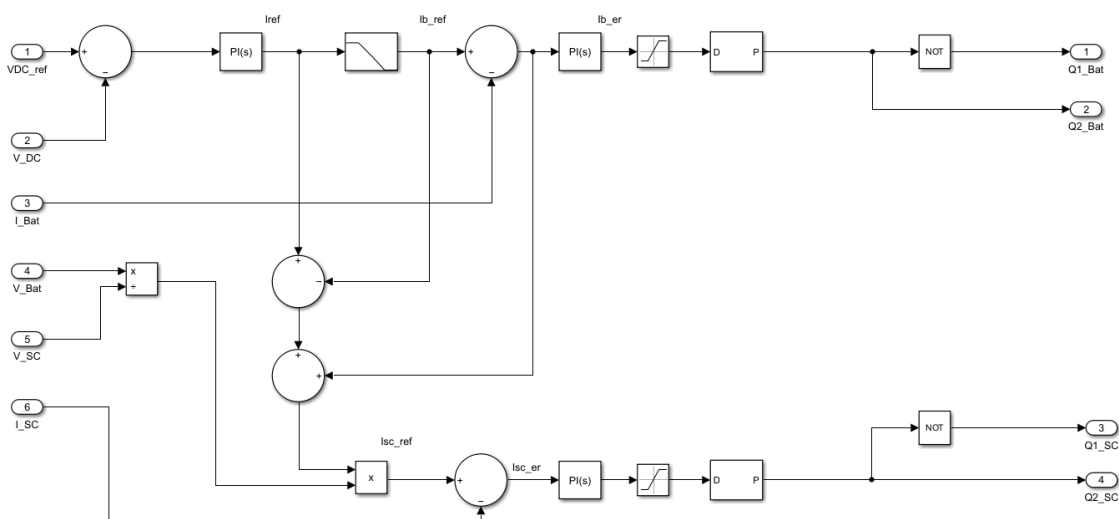 Iref
Ib_ref
Ib_er
1
VDC_ref
+
−
PI(s)
+
−
PI(s)
D P
NOT
1
Q1_Bat
2
Q2_Bat
2
V_DC
3
I_Bat
4
V_Bat
x
÷
+
−
5
V_SC
+
+
6
I_SC
Isc_ref
x
+
−
Isc_er
PI(s)
D P
NOT
3
Q1_SC
4
Q2_SC